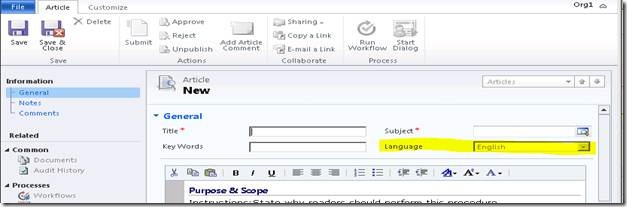 File Article Customize Org1
Save
Save & Close
Delete
Save
Submit
Approve
Reject
Unpublish
Add Article Comment
Actions
Sharing
Copy a Link
E-mail a Link
Collaborate
Run Workflow
Start Dialog
Process
Information
General
Notes
Comments
Related
Common
Documents
Audit History
Processes
Workflows
Article
New
Articles
General
Title *
Subject *
Key Words
Language English
B I U
Purpose & Scope
Instructions: State why readers should perform this procedure